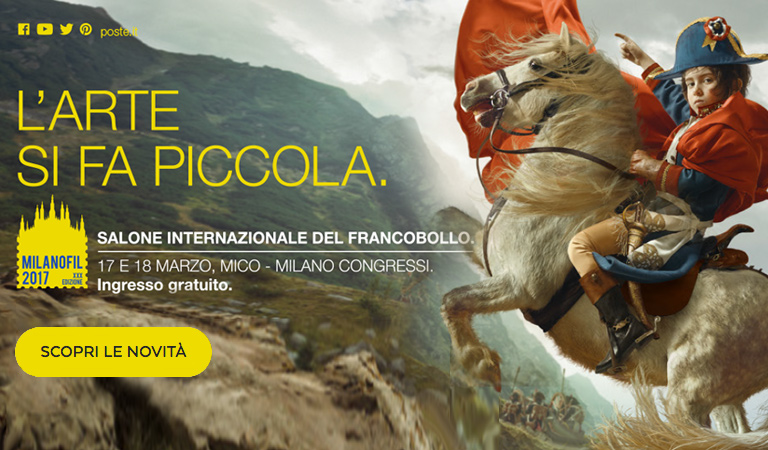 poste.it
L'ARTE
SI FA PICCOLA.
MILANOFIL
2017
XXX
EDIZIONE
SALONE INTERNAZIONALE DEL FRANCOBOLLO.
17 E 18 MARZO, MICO - MILANO CONGRESSI.
Ingresso gratuito.
SCOPRI LE NOVITÀ